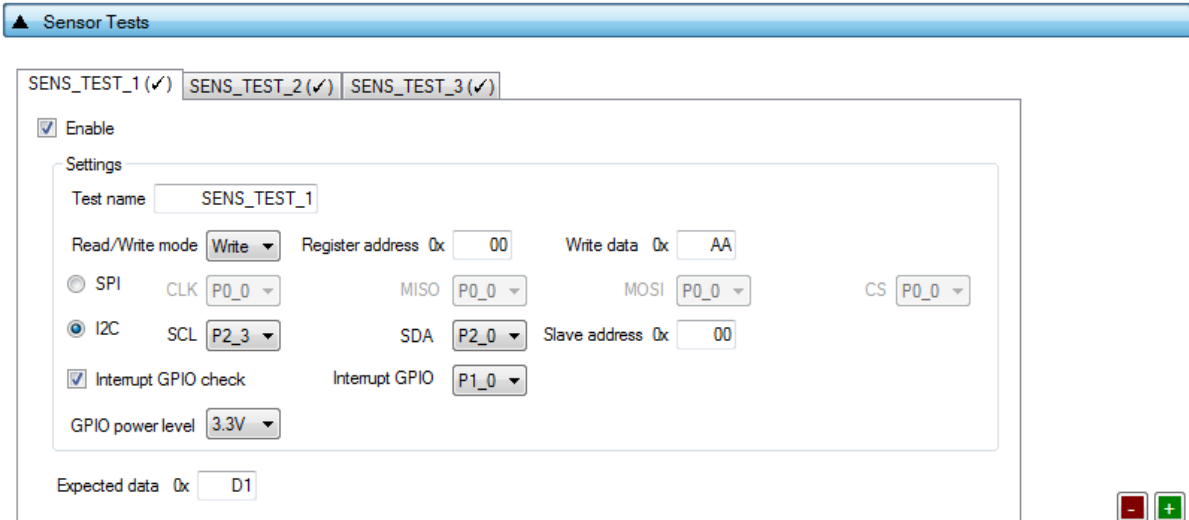 ▲ Sensor Tests
SENS_TEST_1 (✓) SENS_TEST_2 (✓) SENS_TEST_3 (✓)
Enable
Settings
Test name SENS_TEST_1
Read/Write mode Write Register address 0x 00 Write data 0x AA
SPI CLK P0_0 MISO P0_0 MOSI P0_0 CS P0_0
I2C SCL P2_3 SDA P2_0 Slave address 0x 00
Interrupt GPIO check Interrupt GPIO P1_0
GPIO power level 3.3V
Expected data 0x D1
- +